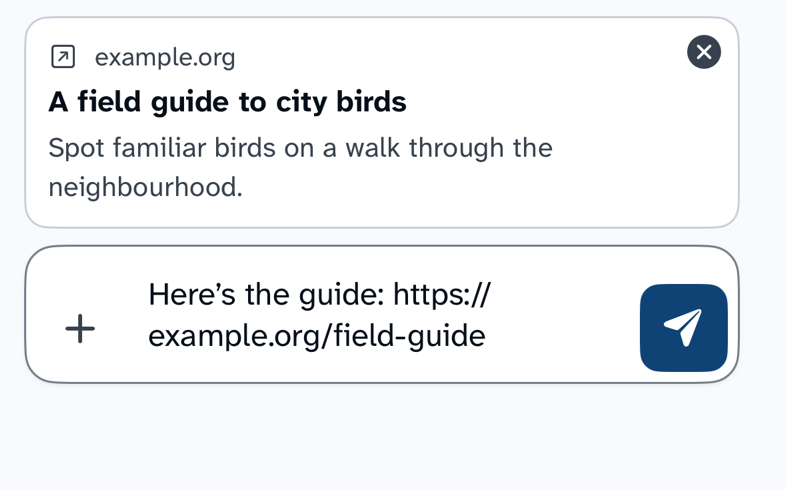 example.org
A field guide to city birds
Spot familiar birds on a walk through the
neighbourhood.
Here’s the guide: https://
example.org/field-guide